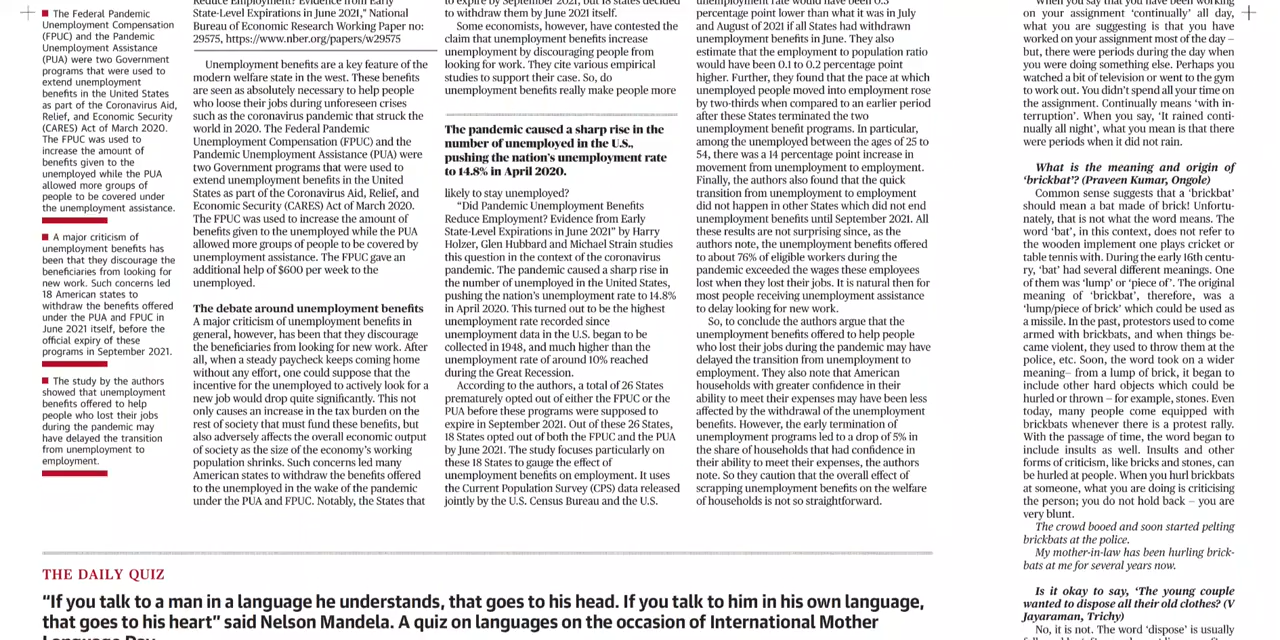 The Federal Pandemic
Unemployment Compensation
(FPUC) and the Pandemic
Unemployment Assistance
(PUA) were two Government
programs that were used to
extend unemployment
benefits in the United States
as part of the Coronavirus Aid,
Relief, and Economic Security
(CARES) Act of March 2020.
The FPUC was used to
increase the amount of
benefits given to the
unemployed while the PUA
allowed more groups of
people to be covered under
the unemployment assistance.
A major criticism of
unemployment benefits has
been that they discourage the
beneficiaries from looking for
new work. Such concerns led
18 American states to
withdraw the benefits offered
under the PUA and FPUC in
June 2021 itself, before the
official expiry of these
programs in September 2021.
The study by the authors
showed that unemployment
benefits offered to help
people who lost their jobs
during the pandemic may
have delayed the transition
from unemployment to
employment.
Reduce Employment? Evidence from Early
State-Level Expirations in June 2021," National
Bureau of Economic Research Working Paper no:
29575, https://www.nber.org/papers/w29575
Unemployment benefits are a key feature of the
modern welfare state in the west. These benefits
are seen as absolutely necessary to help people
who loose their jobs during unforeseen crises
such as the coronavirus pandemic that struck the
world in 2020. The Federal Pandemic
Unemployment Compensation (FPUC) and the
Pandemic Unemployment Assistance (PUA) were
two Government programs that were used to
extend unemployment benefits in the United
States as part of the Coronavirus Aid, Relief, and
Economic Security (CARES) Act of March 2020.
The FPUC was used to increase the amount of
benefits given to the unemployed while the PUA
allowed more groups of people to be covered by
unemployment assistance. The FPUC gave an
additional help of $600 per week to the
unemployed.
The debate around unemployment benefits
A major criticism of unemployment benefits in
general, however, has been that they discourage
the beneficiaries from looking for new work. After
all, when a steady paycheck keeps coming home
without any effort, one could suppose that the
incentive for the unemployed to actively look for a
new job would drop quite significantly. This not
only causes an increase in the tax burden on the
rest of society that must fund these benefits, but
also adversely affects the overall economic output
of society as the size of the economy's working
population shrinks. Such concerns led many
American states to withdraw the benefits offered
to the unemployed in the wake of the pandemic
under the PUA and FPUC. Notably, the States that
to expire by September 2021, but 18 states decided
to withdraw them by June 2021 itself.
Some economists, however, have contested the
claim that unemployment benefits increase
unemployment by discouraging people from
looking for work. They cite various empirical
studies to support their case. So, do
unemployment benefits really make people more
The pandemic caused a sharp rise in the
number of unemployed in the U.S.,
pushing the nation's unemployment rate
to 14.8% in April 2020.
likely to stay unemployed?
"Did Pandemic Unemployment Benefits
Reduce Employment? Evidence from Early
State-Level Expirations in June 2021" by Harry
Holzer, Glen Hubbard and Michael Strain studies
this question in the context of the coronavirus
pandemic. The pandemic caused a sharp rise in
the number of unemployed in the United States,
pushing the nation's unemployment rate to 14.8%
in April 2020. This turned out to be the highest
unemployment rate recorded since
unemployment data in the U.S. began to be
collected in 1948, and much higher than the
unemployment rate of around 10% reached
during the Great Recession.
According to the authors, a total of 26 States
prematurely opted out of either the FPUC or the
PUA before these programs were supposed to
expire in September 2021. Out of these 26 States,
18 States opted out of both the FPUC and the PUA
by June 2021. The study focuses particularly on
these 18 States to gauge the effect of
unemployment benefits on employment. It uses
the Current Population Survey (CPS) data released
jointly by the U.S. Census Bureau and the U.S.
unemployment rate would have been 0.3
percentage point lower than what it was in July
and August of 2021 if all States had withdrawn
unemployment benefits in June. They also
estimate that the employment to population ratio
would have been 0.1 to 0.2 percentage point
higher. Further, they found that the pace at which
unemployed people moved into employment rose
by two-thirds when compared to an earlier period
after these States terminated the two
unemployment benefit programs. In particular,
among the unemployed between the ages of 25 to
54, there was a 14 percentage point increase in
movement from unemployment to employment.
Finally, the authors also found that the quick
transition from unemployment to employment
did not happen in other States which did not end
unemployment benefits until September 2021. All
these results are not surprising since, as the
authors note, the unemployment benefits offered
to about 76% of eligible workers during the
pandemic exceeded the wages these employees
lost when they lost their jobs. It is natural then for
most people receiving unemployment assistance
to delay looking for new work.
So, to conclude the authors argue that the
unemployment benefits offered to help people
who lost their jobs during the pandemic may have
delayed the transition from unemployment to
employment. They also note that American
households with greater confidence in their
ability to meet their expenses may have been less
affected by the withdrawal of the unemployment
benefits. However, the early termination of
unemployment programs led to a drop of 5% in
the share of households that had confidence in
their ability to meet their expenses, the authors
note. So they caution that the overall effect of
scrapping unemployment benefits on the welfare
of households is not so straightforward.
When you say that you have been working
on your assignment 'continually' all day,
what you are suggesting is that you have
worked on your assignment most of the day –
but, there were periods during the day when
you were doing something else. Perhaps you
watched a bit of television or went to the gym
to work out. You didn't spend all your time on
the assignment. Continually means 'with in-
terruption'. When you say, 'It rained conti-
nually all night', what you mean is that there
were periods when it did not rain.
What is the meaning and origin of
'brickbat'? (Praveen Kumar, Ongole)
Common sense suggests that a 'brickbat'
should mean a bat made of brick! Unfortu-
nately, that is not what the word means. The
word 'bat', in this context, does not refer to
the wooden implement one plays cricket or
table tennis with. During the early 16th centu-
ry, 'bat' had several different meanings. One
of them was 'lump' or 'piece of'. The original
meaning of 'brickbat', therefore, was a
'lump/piece of brick' which could be used as
a missile. In the past, protestors used to come
armed with brickbats, and when things be-
came violent, they used to throw them at the
police, etc. Soon, the word took on a wider
meaning– from a lump of brick, it began to
include other hard objects which could be
hurled or thrown – for example, stones. Even
today, many people come equipped with
brickbats whenever there is a protest rally.
With the passage of time, the word began to
include insults as well. Insults and other
forms of criticism, like bricks and stones, can
be hurled at people. When you hurl brickbats
at someone, what you are doing is criticising
the person; you do not hold back – you are
very blunt.
The crowd booed and soon started pelting
brickbats at the police.
My mother-in-law has been hurling brick-
bats at me for several years now.
Is it okay to say, 'The young couple
wanted to dispose all their old clothes? (V
Jayaraman, Trichy)
No, it is not. The word 'dispose' is usually
THE DAILY QUIZ
"If you talk to a man in a language he understands, that goes to his head. If you talk to him in his own language,
that goes to his heart" said Nelson Mandela. A quiz on languages on the occasion of International Mother
Language Day